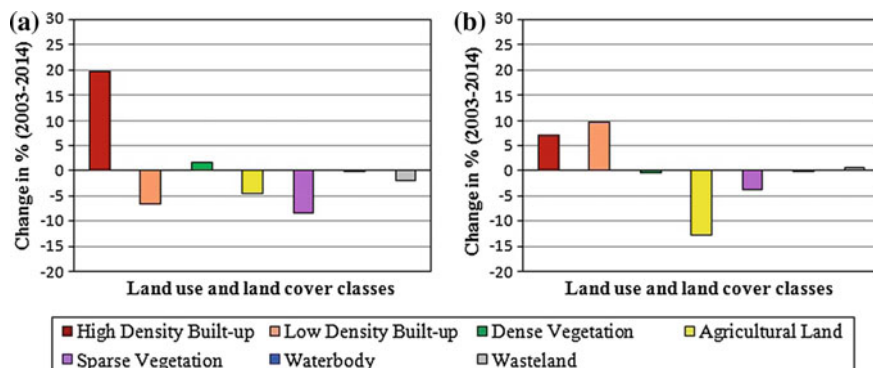 (a)
Change in % (2003-2014)
30
25
20
15
10
5
0
-5
-10
-15
-20
Land use and land cover classes
(b)
Change in % (2003-2014)
30
25
20
15
10
5
0
-5
-10
-15
-20
Land use and land cover classes
High Density Built-up Low Density Built-up Dense Vegetation Agricultural Land
Sparse Vegetation Waterbody Wasteland